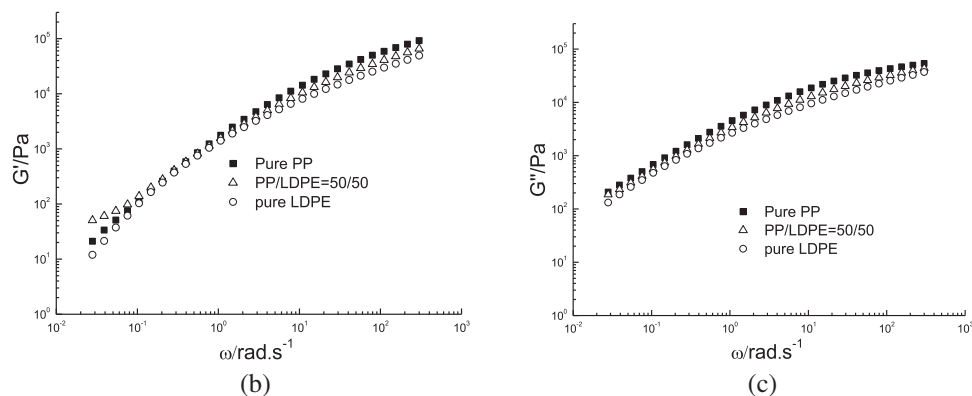 G'/Pa
10⁵
10⁴
10³
10²
10¹
10⁰
Pure PP
PP/LDPE=50/50
pure LDPE
10⁻² 10⁻¹ 10⁰ 10¹ 10² 10³
ω/rad.s⁻¹
(b)
G''/Pa
10⁵
10⁴
10³
10²
10¹
10⁰
Pure PP
PP/LDPE=50/50
pure LDPE
10⁻² 10⁻¹ 10⁰ 10¹ 10² 10³
ω/rad.s⁻¹
(c)